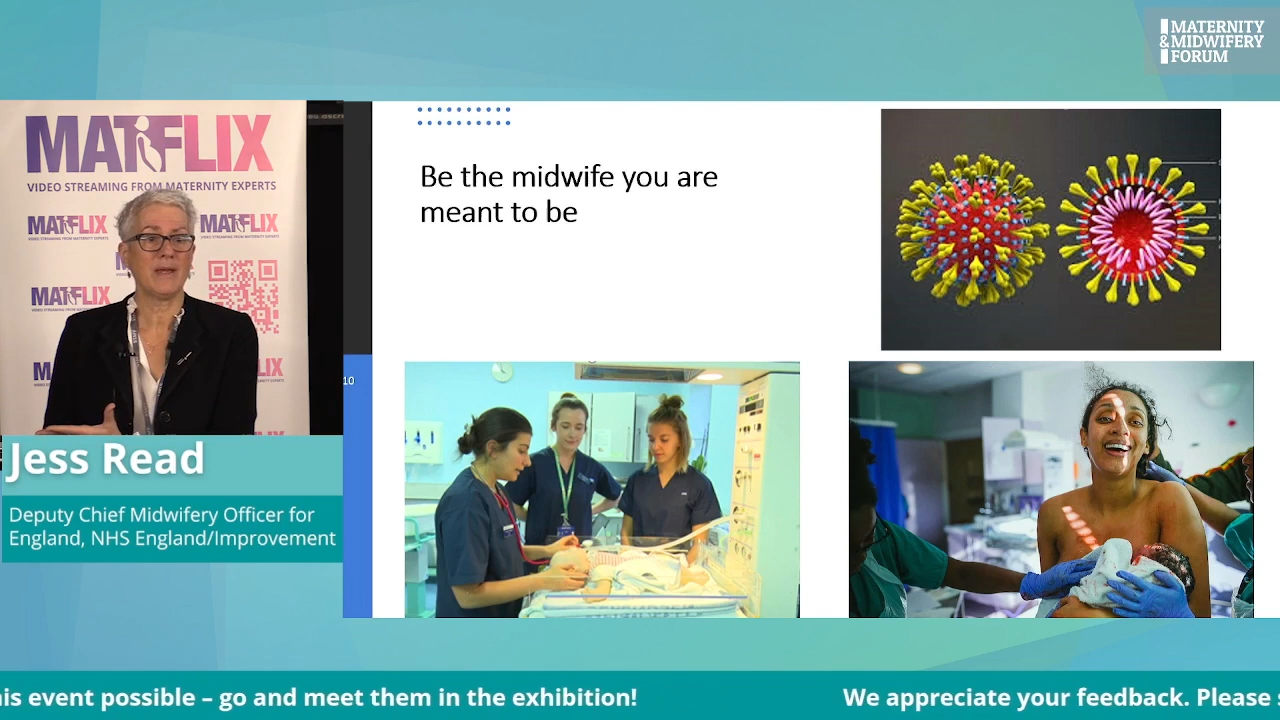 MATERNITY
&MIDWIFERY
FORUM
MATFLIX
VIDEO STREAMING FROM MATERNITY EXPERTS
MATFLIX
MATFLIX
MATFLIX
Be the midwife you are
meant to be
10
Jess Read
Deputy Chief Midwifery Officer for
England, NHS England/Improvement
his event possible – go and meet them in the exhibition!
We appreciate your feedback. Please s